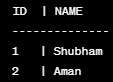 ID | NAME
--------------
1 | Shubham
2 | Aman